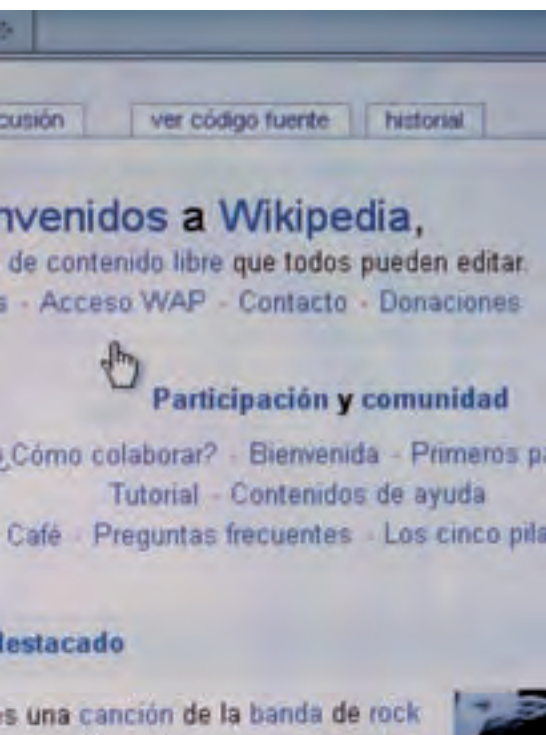 cusión ver código fuente historial
nvenidos a Wikipedia,
de contenido libre que todos pueden editar.
s - Acceso WAP - Contacto - Donaciones
Participación y comunidad
¿Cómo colaborar? - Bienvenida - Primeros pa
Tutorial - Contenidos de ayuda
Café - Preguntas frecuentes - Los cinco pila
destacado
es una canción de la banda de rock